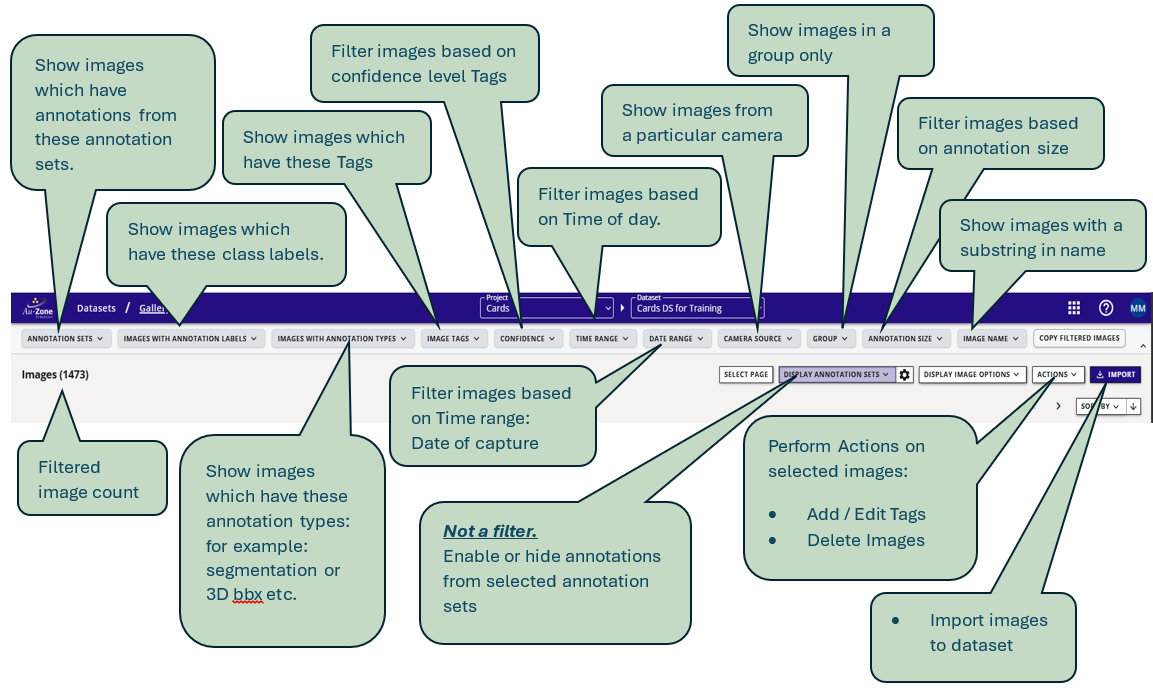 Show images in a
group only
Filter images based on
confidence level Tags
Show images
which have
annotations from
these annotation
sets.
Show images from
a particular camera
Filter images based
on annotation size
Show images which
have these Tags
Filter images based
on Time of day.
Show images which
have these class labels.
Show images with a
substring in name
Au-Zone
Datasets / Galler
Project
Cards
Dataset
Cards DS for Training
MM
ANNOTATION SETS
IMAGES WITH ANNOTATION LABELS
IMAGES WITH ANNOTATION TYPES
IMAGE TAGS
CONFIDENCE
TIME RANGE
DATE RANGE
CAMERA SOURCE
GROUP
ANNOTATION SIZE
IMAGE NAME
COPY FILTERED IMAGES
Images (1473)
SELECT PAGE
DISPLAY ANNOTATION SETS
DISPLAY IMAGE OPTIONS
ACTIONS
IMPORT
SORT BY
Filter images based
on Time range:
Date of capture
Filtered
image count
Show images
which have these
annotation types:
for example:
segmentation or
3D bbx etc.
Not a filter.
Enable or hide annotations
from selected annotation
sets
Perform Actions on
selected images:
• Add / Edit Tags
• Delete Images
• Import images
to dataset